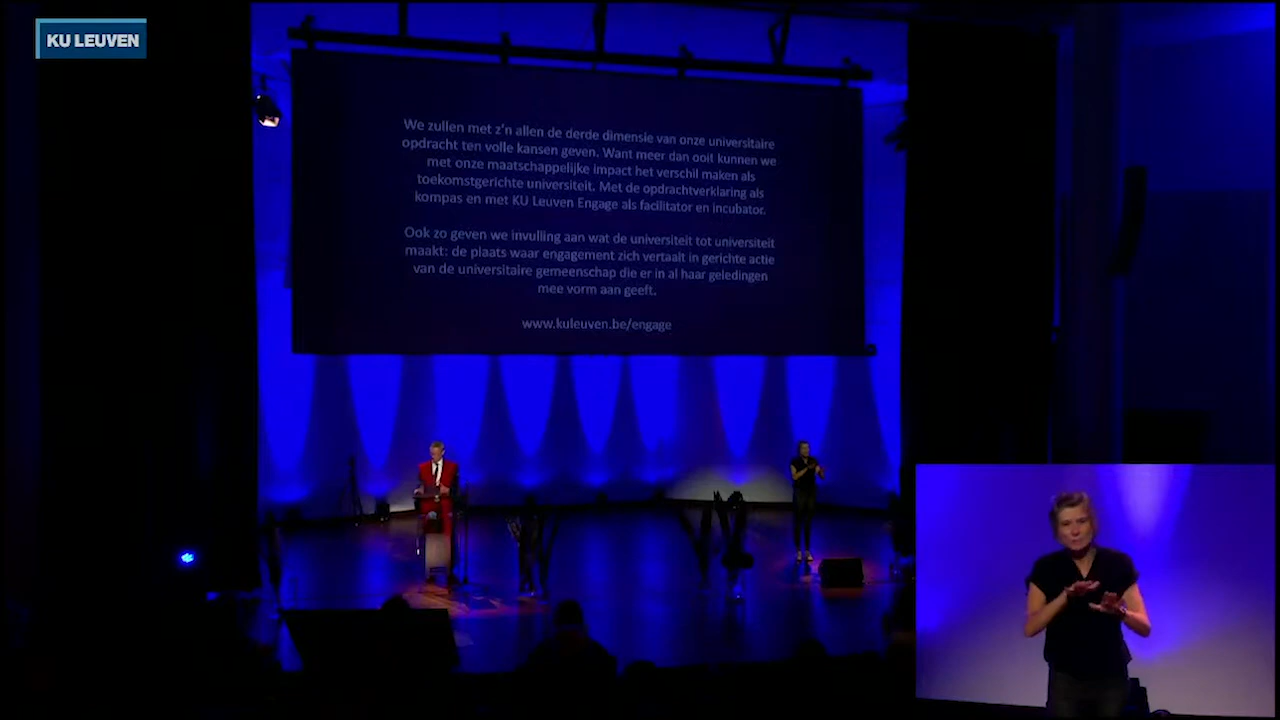 KU LEUVEN
We zullen met z'n allen de derde dimensie van onze universitaire
opdracht ten volle kansen geven. Want meer dan ooit kunnen we
met onze maatschappelijke impact het verschil maken als
toekomstgerichte universiteit. Met de opdrachtverklaring als
kompas en met KU Leuven Engage als facilitator en incubator.
Ook zo geven we invulling aan wat de universiteit tot universiteit
maakt: de plaats waar engagement zich vertaalt in gerichte actie
van de universitaire gemeenschap die er in al haar geledingen
mee vorm aan geeft.
www.kuleuven.be/engage